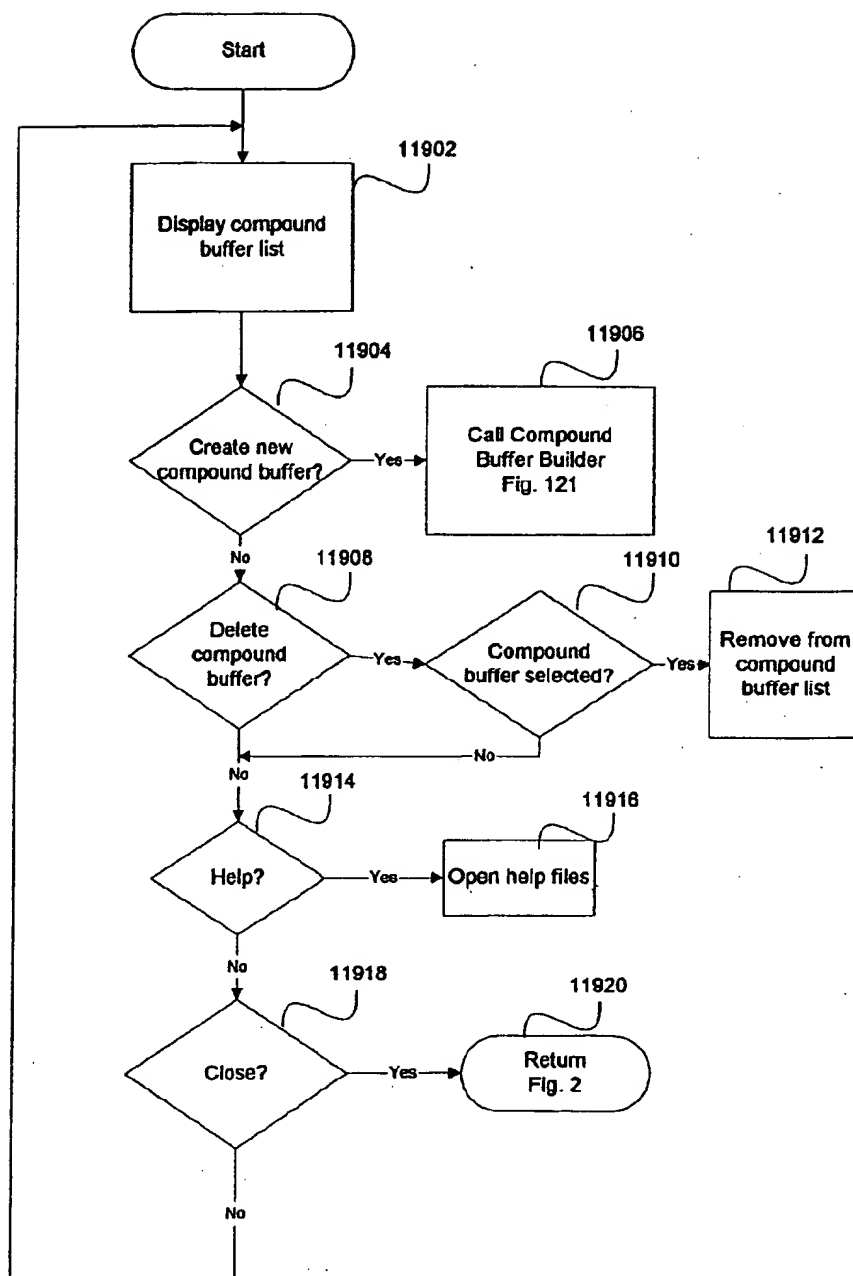 Start
11902
Display compound
buffer list
11904
Create new
compound buffer?
Yes
11906
Call Compound
Buffer Builder
Fig. 121
No
11908
Delete
compound
buffer?
Yes
11910
Compound
buffer selected?
Yes
11912
Remove from
compound
buffer list
No
No
11914
Help?
Yes
11916
Open help files
No
11918
Close?
Yes
11920
Return
Fig. 2
No